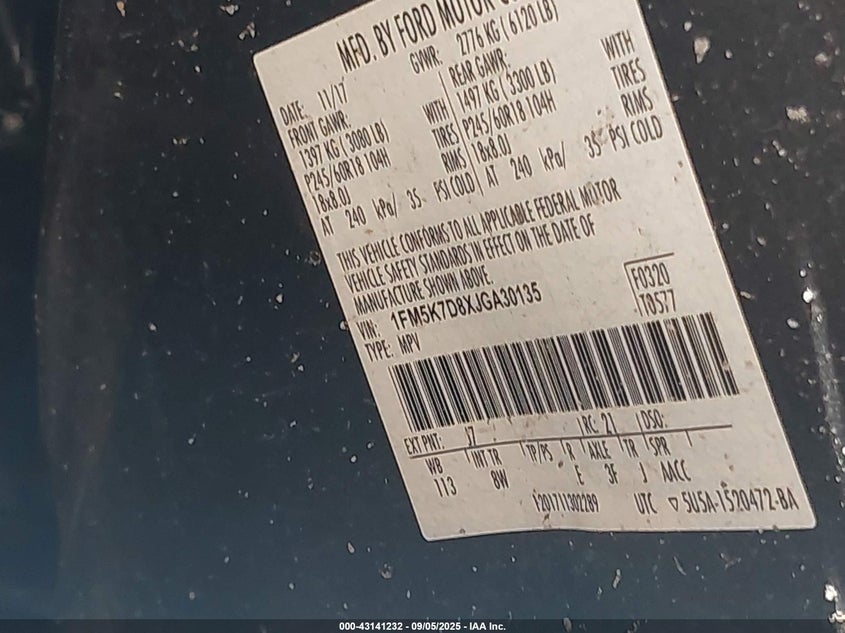 MFD. BY FORD MOTOR
GVWR: 2776 KG ( 6120 LB)
DATE: 11/17
FRONT GAWR:
1397 KG ( 3080 LB) WITH
P245/60R18 104H TIRES
18x8.0J RIMS
AT 240 kPa/ 35 PSI COLD
REAR GAWR:
1497 KG ( 3300 LB) WITH
P245/60R18 104H TIRES
18x8.0J RIMS
AT 240 kPa/ 35 PSI COLD
THIS VEHICLE CONFORMS TO ALL APPLICABLE FEDERAL MOTOR
VEHICLE SAFETY STANDARDS IN EFFECT ON THE DATE OF
MANUFACTURE SHOWN ABOVE.
VIN: 1FM5K7D8XJGA30135
TYPE: MPV
F0320
T0577
EXT PNT: J7 RC: 21 DSO:
WB INT TR TP/PS R AXLE TR SPR
113 8W E 3F J AACC
1201711302289 UTC ▽ 5U5A-1520472-BA
000-43141232 - 09/05/2025 - IAA Inc.